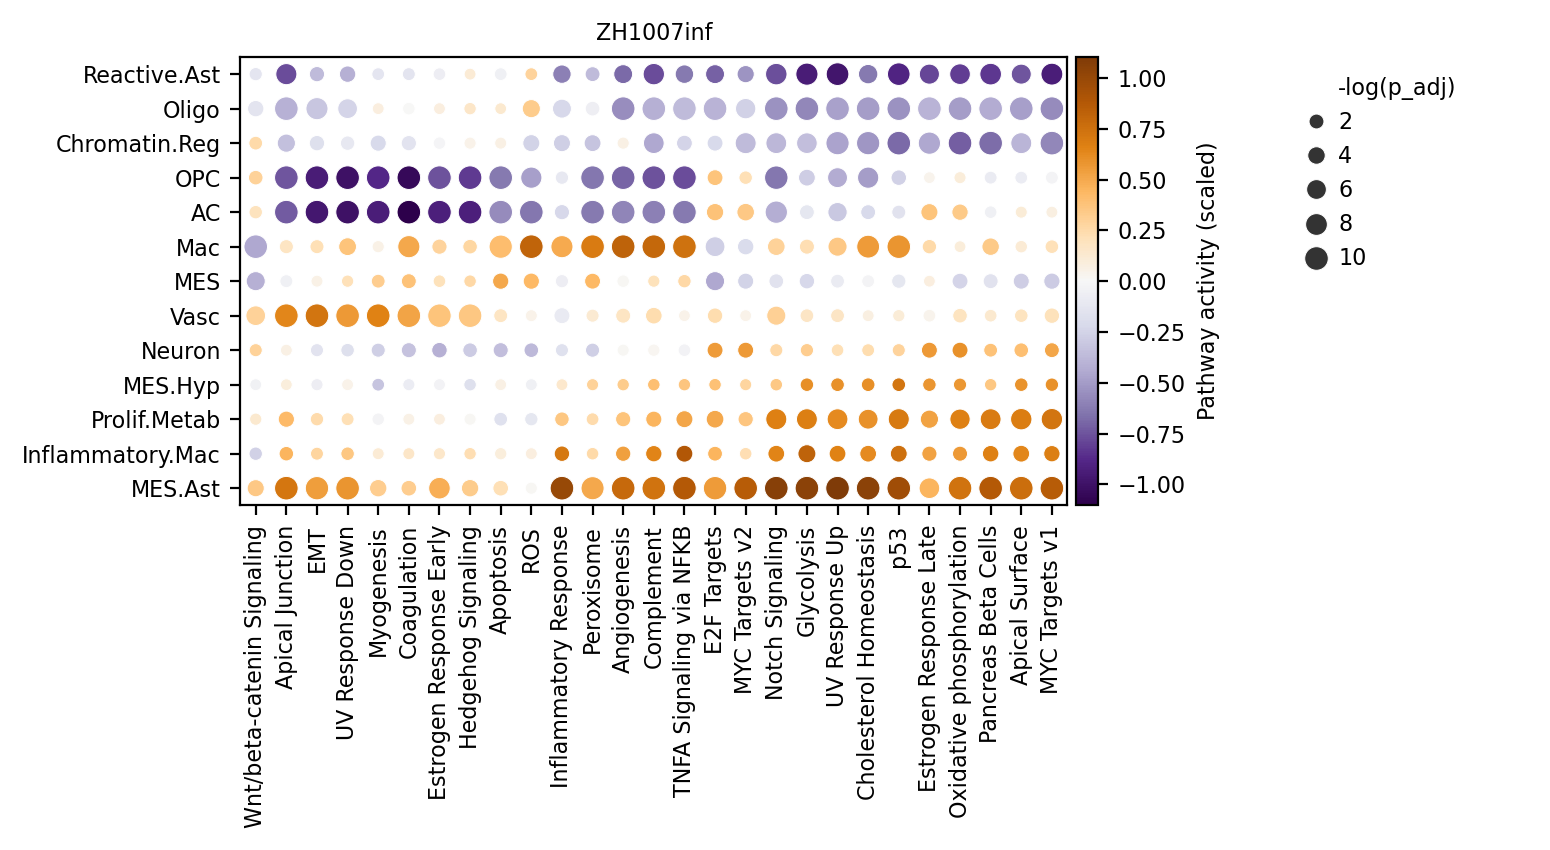 ZH1007inf
Reactive.Ast
Oligo
Chromatin.Reg
OPC
AC
Mac
MES
Vasc
Neuron
MES.Hyp
Prolif.Metab
Inflammatory.Mac
MES.Ast
Wnt/beta-catenin Signaling
Apical Junction
EMT
UV Response Down
Myogenesis
Coagulation
Estrogen Response Early
Hedgehog Signaling
Apoptosis
ROS
Inflammatory Response
Peroxisome
Angiogenesis
Complement
TNFA Signaling via NFKB
E2F Targets
MYC Targets v2
Notch Signaling
Glycolysis
UV Response Up
Cholesterol Homeostasis
p53
Estrogen Response Late
Oxidative phosphorylation
Pancreas Beta Cells
Apical Surface
MYC Targets v1
1.00
0.75
0.50
0.25
0.00
−0.25
−0.50
−0.75
−1.00
Pathway activity (scaled)
-log(p_adj)
2
4
6
8
10